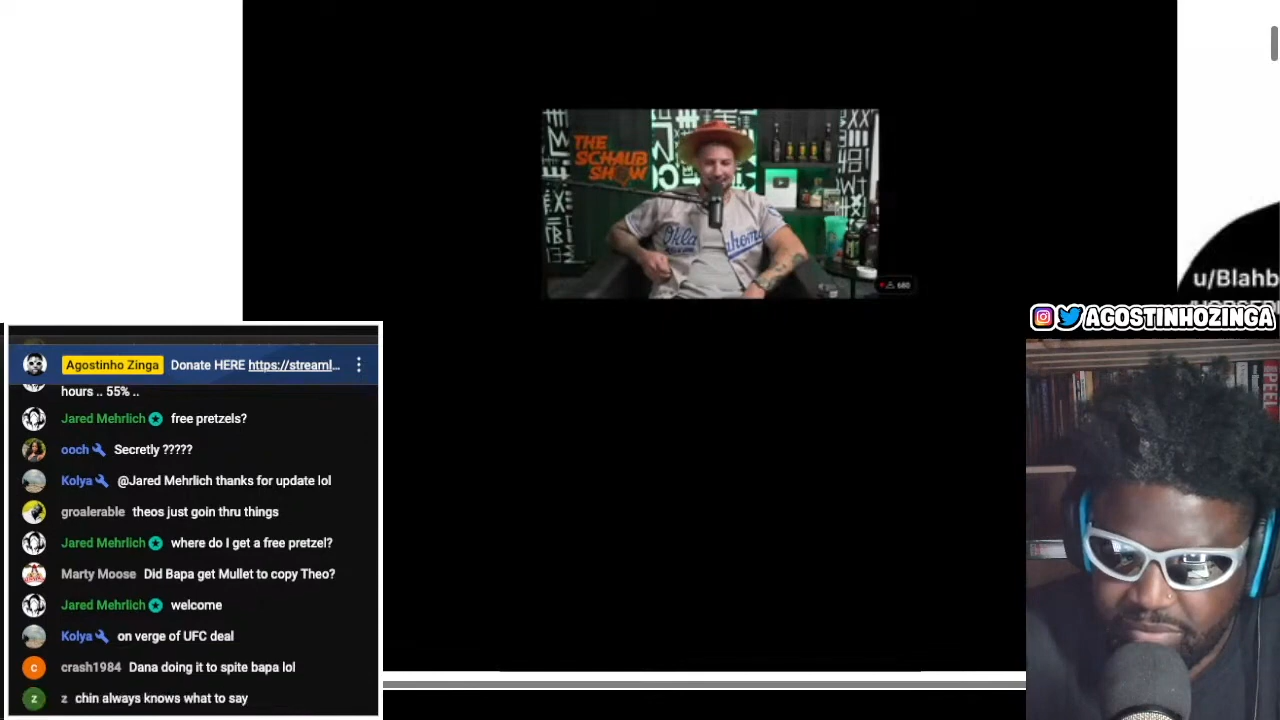 THE
SCHAUB
SHOW
Oklahoma
680
u/Blahb
AGOSTINHOZINGA
Agostinho Zinga Donate HERE https://streaml...
hours .. 55% ..
Jared Mehrlich free pretzels?
ooch Secretly ?????
Kolya @Jared Mehrlich thanks for update lol
groalerable theos just goin thru things
Jared Mehrlich where do I get a free pretzel?
Marty Moose Did Bapa get Mullet to copy Theo?
Jared Mehrlich welcome
Kolya on verge of UFC deal
c crash1984 Dana doing it to spite bapa lol
z z chin always knows what to say
PEEL